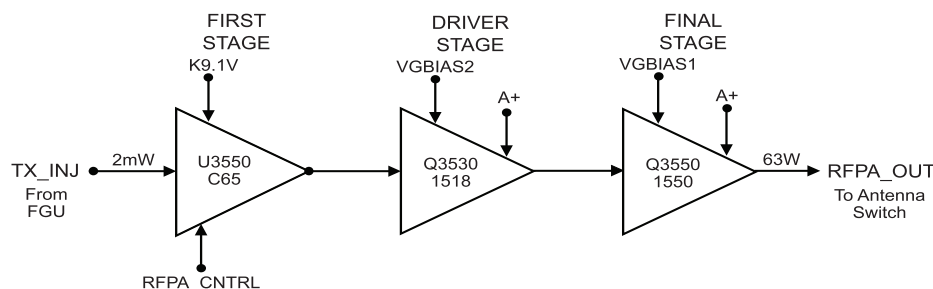 FIRST
STAGE
K9.1V
DRIVER
STAGE
VGBIAS2
A+
FINAL
STAGE
VGBIAS1
A+
TX_INJ
From
FGU
2mW
U3550
C65
Q3530
1518
Q3550
1550
63W
RFPA_OUT
To Antenna
Switch
RFPA CNTRL